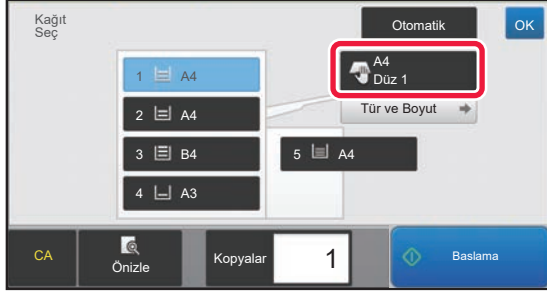 Kağıt
Seç
Otomatik
OK
A4
Düz 1
1 A4
2 A4
Tür ve Boyut
3 B4
5 A4
4 A3
CA
Önizle
Kopyalar
1
Baslama